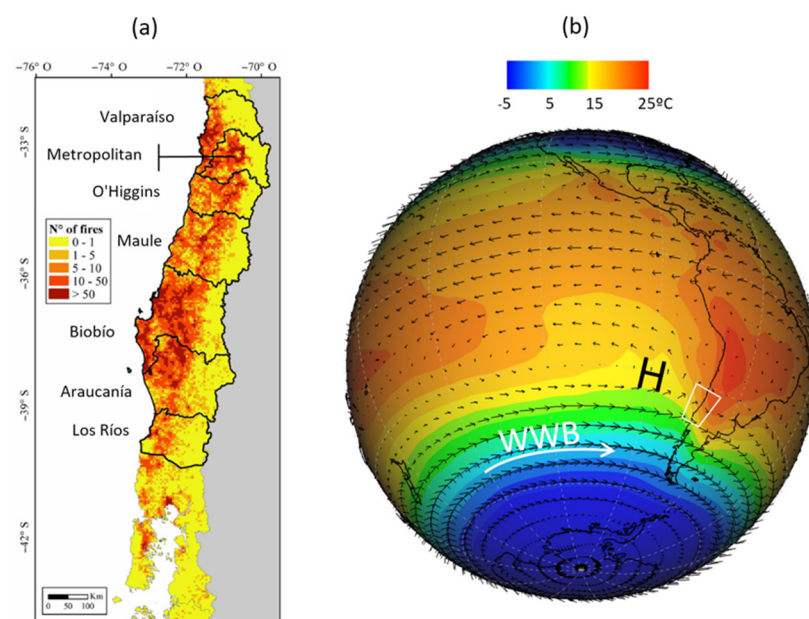 (a)
(b)
−76° O
−74° O
−72° O
−70° O
−33° S
−36° S
−39° S
−42° S
Valparaíso
Metropolitan
O'Higgins
Maule
Biobío
Araucanía
Los Ríos
N° of fires
0 - 1
1 - 5
5 - 10
10 - 50
> 50
Km
0 50 100
-5 5 15 25ºC
H
WWB